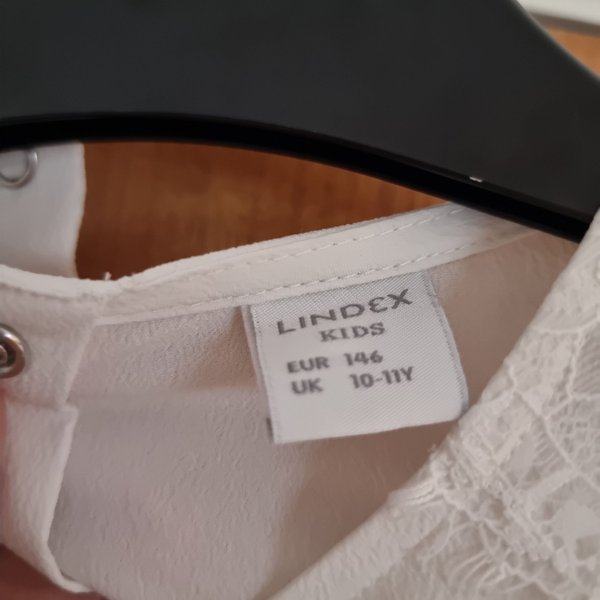 LINDEX
KIDS
EUR 146
UK 10-11Y